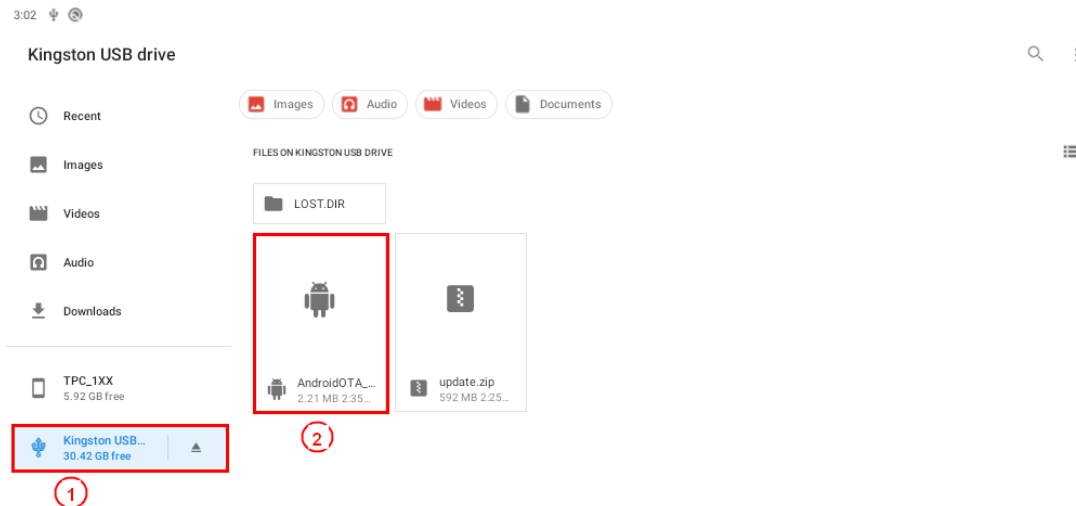 3:02
Kingston USB drive
Recent
Images
Videos
Audio
Downloads
TPC_1XX
5.92 GB free
Kingston USB...
30.42 GB free
1
Images
Audio
Videos
Documents
FILES ON KINGSTON USB DRIVE
LOST.DIR
AndroidOTA_...
2.21 MB 2:35...
update.zip
592 MB 2:25...
2